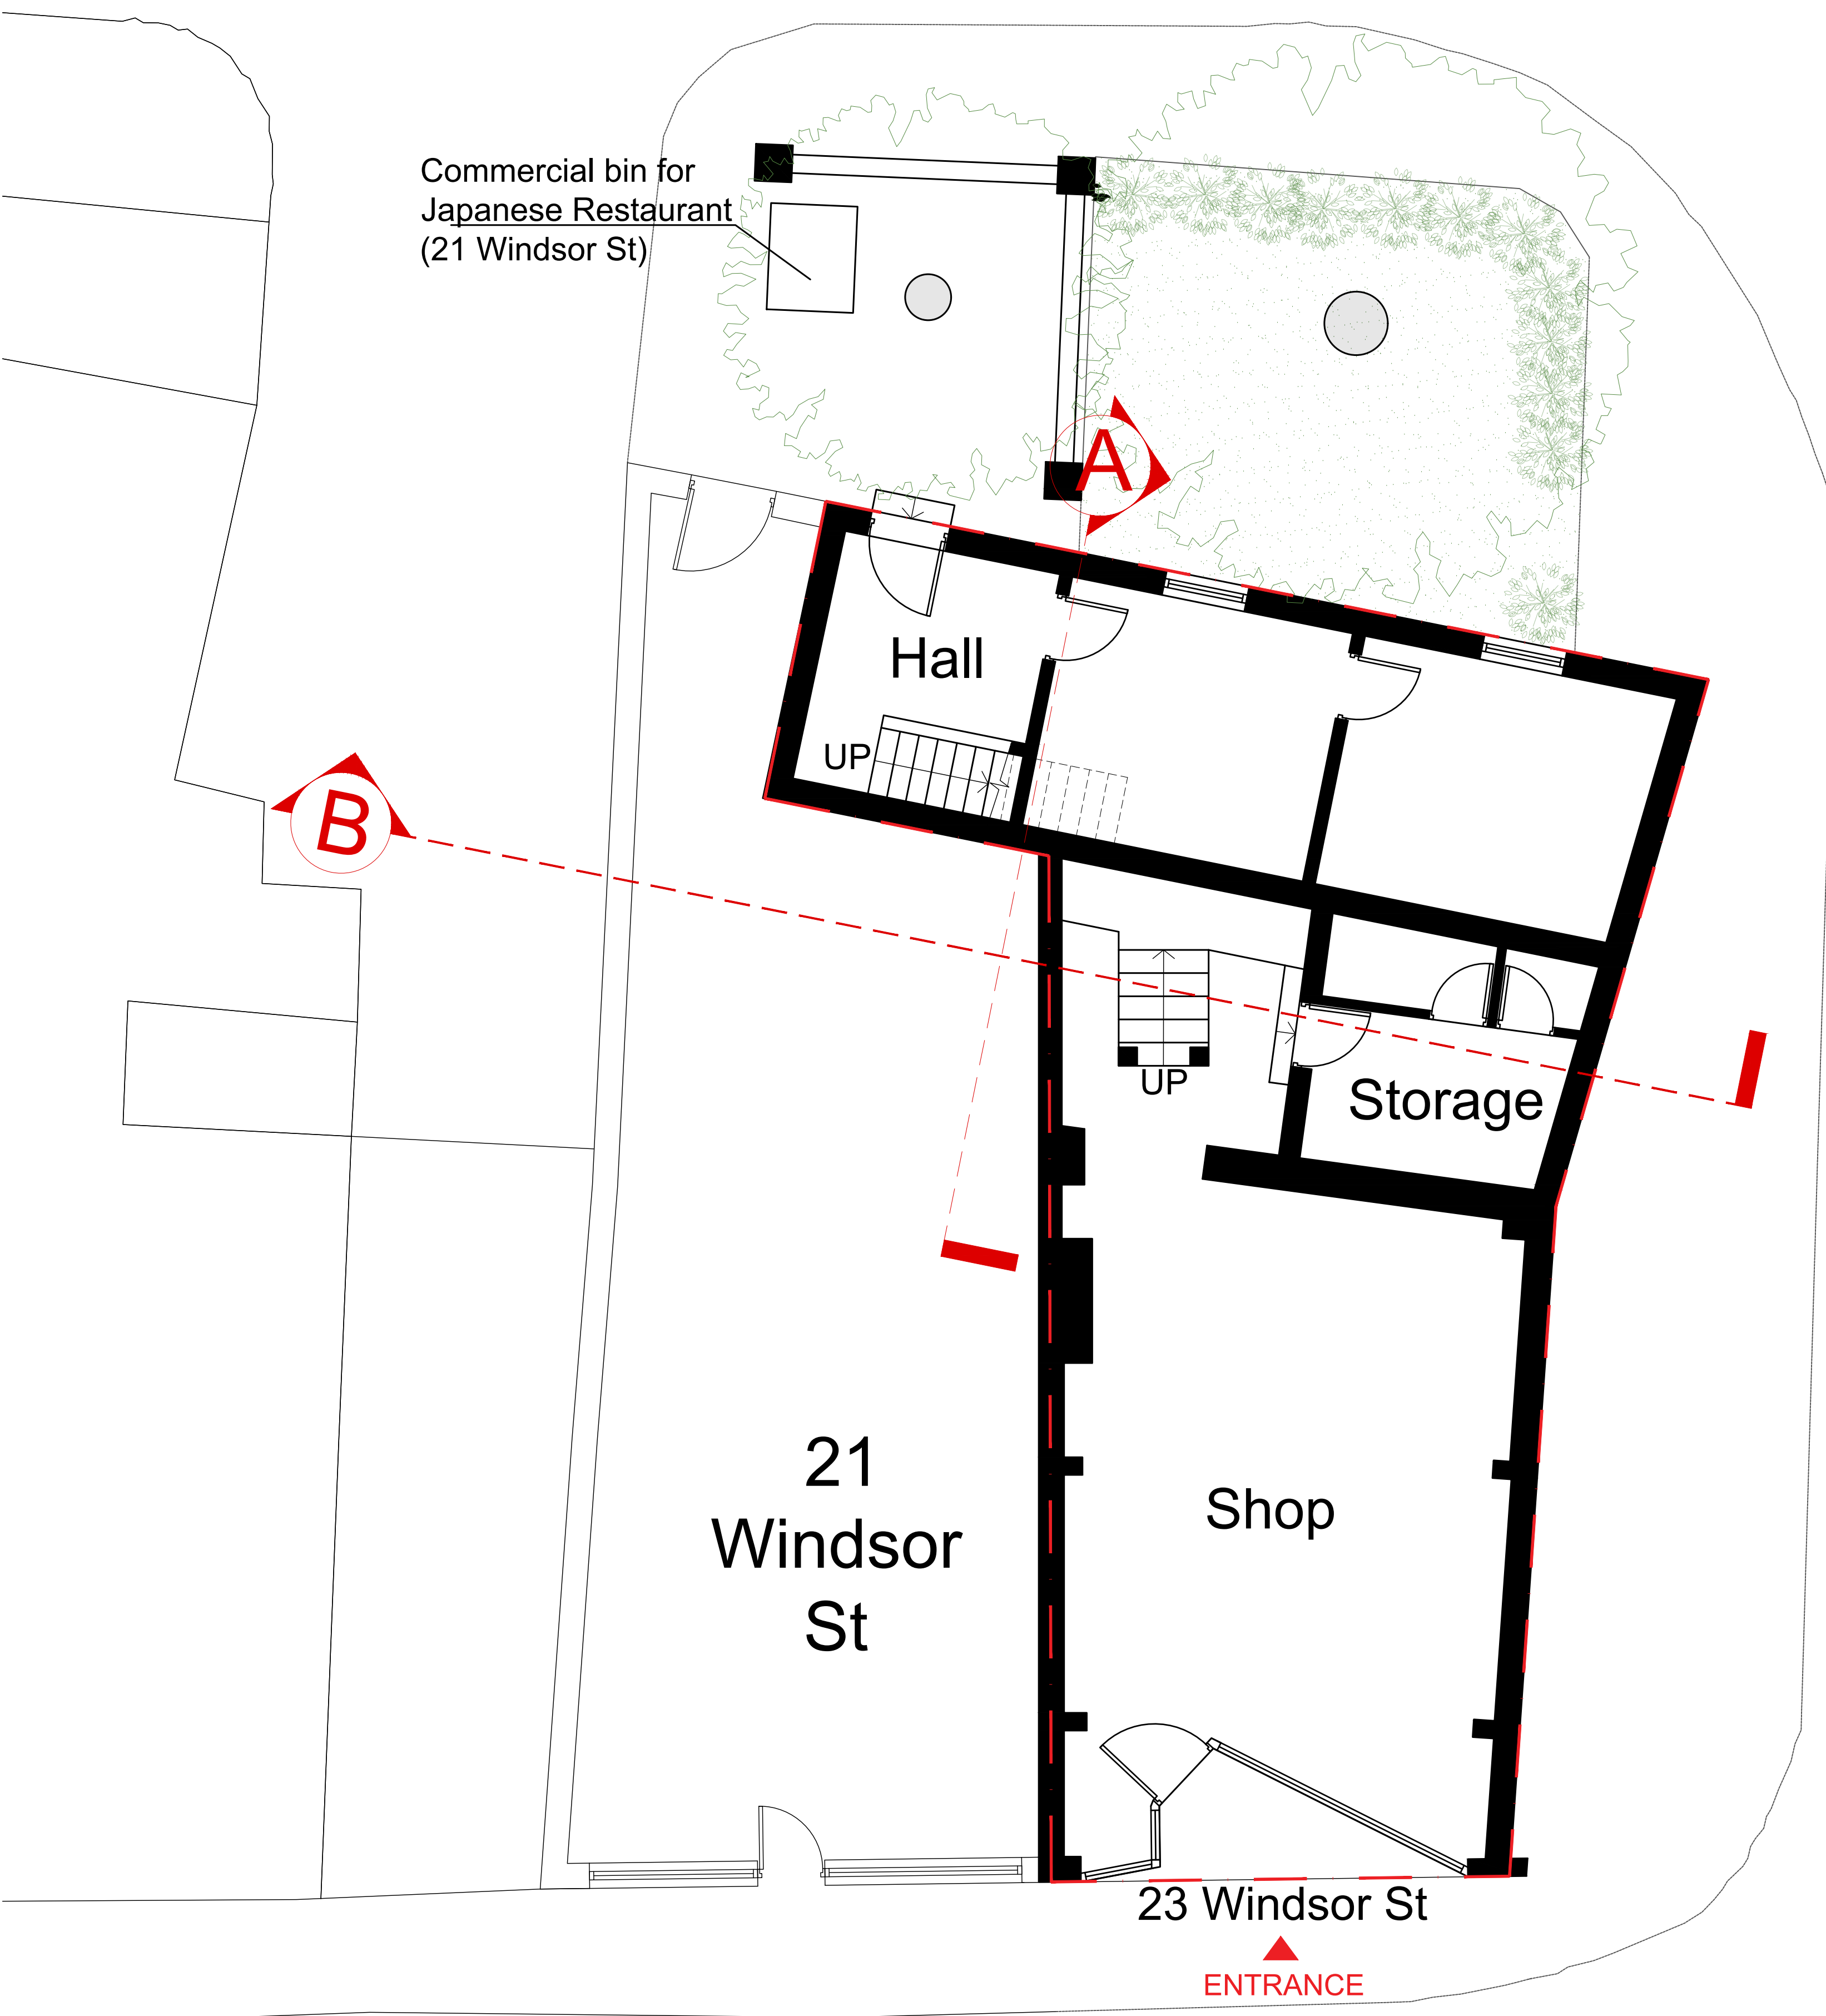 Commercial bin for
Japanese Restaurant
(21 Windsor St)
A
Hall
UP
B
UP
Storage
21
Windsor
St
Shop
23 Windsor St
ENTRANCE